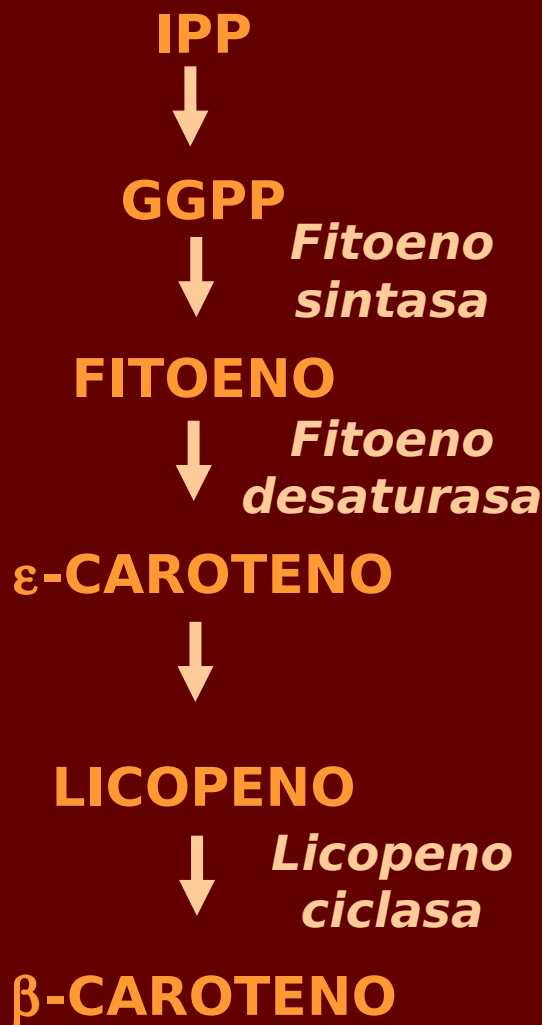 IPP
GGPP
Fitoeno
sintasa
FITOENO
Fitoeno
desaturasa
ε-CAROTENO
LICOPENO
Licopeno
ciclasa
β-CAROTENO